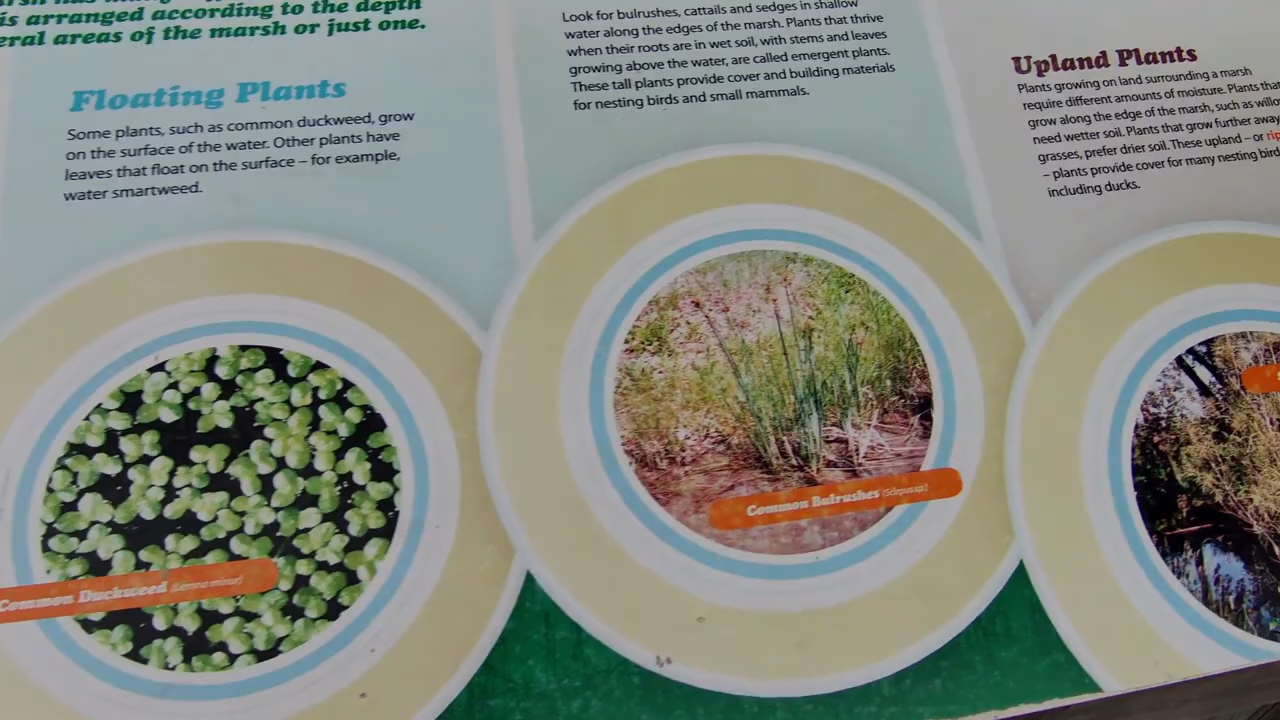 is arranged according to the depth
eral areas of the marsh or just one.
Floating Plants
Some plants, such as common duckweed, grow
on the surface of the water. Other plants have
leaves that float on the surface – for example,
water smartweed.
Common Duckweed (Lemna minor)
Look for bulrushes, cattails and sedges in shallow
water along the edges of the marsh. Plants that thrive
when their roots are in wet soil, with stems and leaves
growing above the water, are called emergent plants.
These tall plants provide cover and building materials
for nesting birds and small mammals.
Common Bulrushes (Scirpus sp)
Upland Plants
Plants growing on land surrounding a marsh
require different amounts of moisture. Plants that
grow along the edge of the marsh, such as willo
need wetter soil. Plants that grow further away
grasses, prefer drier soil. These upland – or rip
– plants provide cover for many nesting bird
including ducks.